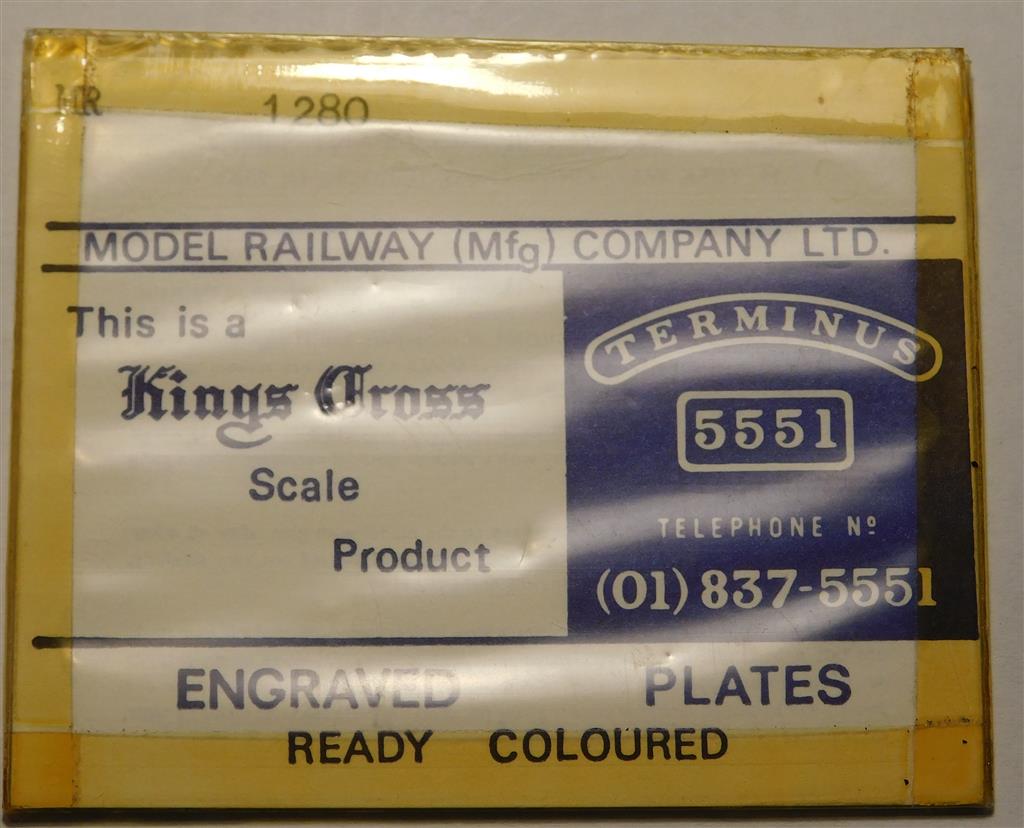 HR 1280
MODEL RAILWAY (Mfg) COMPANY LTD.
This is a
Kings Cross
Scale
Product
TERMINUS
5551
TELEPHONE Nº
(01) 837-5551
ENGRAVED PLATES
READY COLOURED